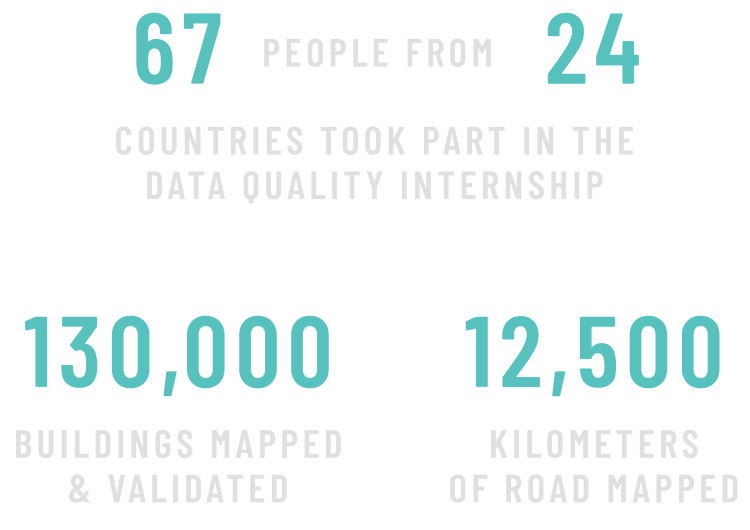 67 PEOPLE FROM 24
COUNTRIES TOOK PART IN THE
DATA QUALITY INTERNSHIP
130,000
BUILDINGS MAPPED
& VALIDATED
12,500
KILOMETERS
OF ROAD MAPPED